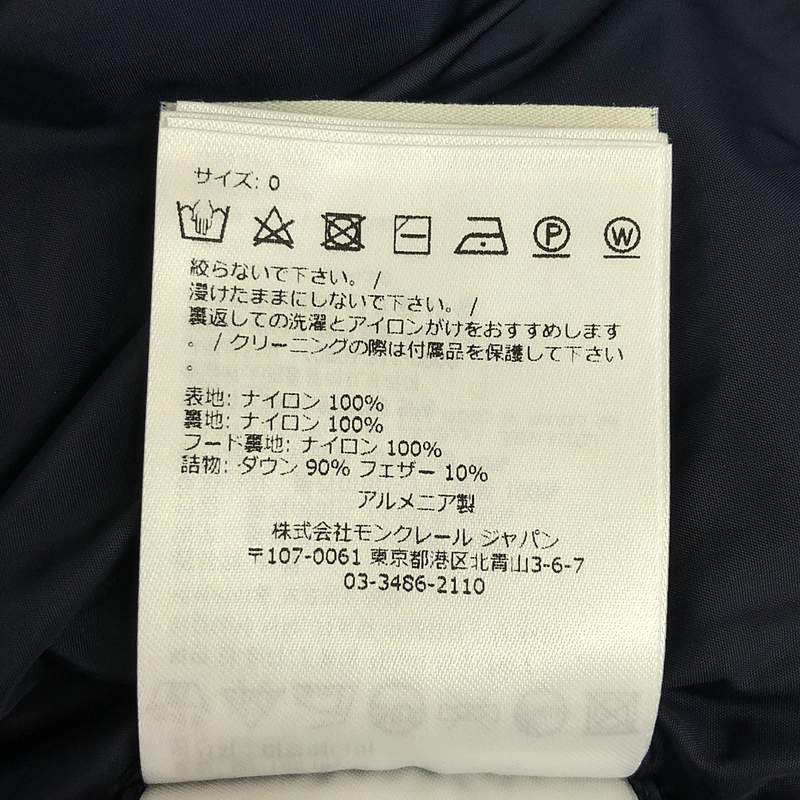 サイズ: 0
P W
絞らないで下さい。 /
浸けたままにしないで下さい。 /
裏返しての洗濯とアイロンがけをおすすめします
。 / クリーニングの際は付属品を保護して下さい
。
表地: ナイロン 100%
裏地: ナイロン 100%
フード裏地: ナイロン 100%
詰物: ダウン 90% フェザー 10%
アルメニア製
株式会社モンクレール ジャパン
〒107-0061 東京都港区北青山3-6-7
03-3486-2110